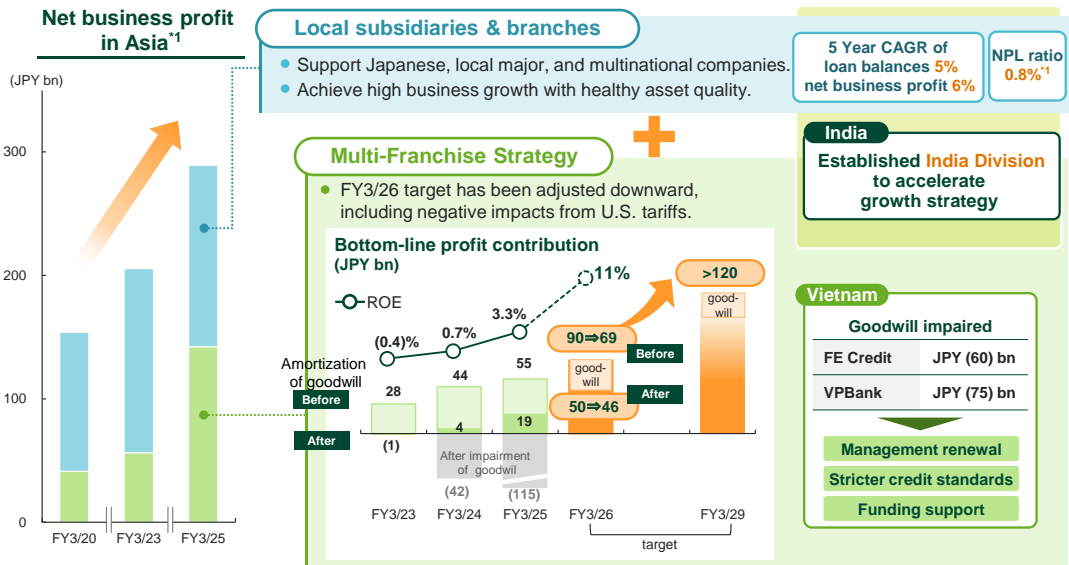 Net business profit
in Asia*1
(JPY bn)
300
200
100
0
FY3/20
FY3/23
FY3/25
Local subsidiaries & branches
● Support Japanese, local major, and multinational companies.
● Achieve high business growth with healthy asset quality.
5 Year CAGR of
loan balances 5%
net business profit 6%
NPL ratio
0.8%*1
Multi-Franchise Strategy
● FY3/26 target has been adjusted downward,
including negative impacts from U.S. tariffs.
Bottom-line profit contribution
(JPY bn)
ROE
(0.4)%
0.7%
3.3%
11%
>120
good-
will
90⇒69
Before
Amortization
of goodwill
Before
28
44
55
good-
will
After
50⇒46
After
(1)
4
19
After impairment
of goodwil
(42)
(115)
FY3/23
FY3/24
FY3/25
FY3/26
FY3/29
target
India
Established India Division
to accelerate
growth strategy
Vietnam
Goodwill impaired
FE Credit JPY (60) bn
VPBank JPY (75) bn
Management renewal
Stricter credit standards
Funding support